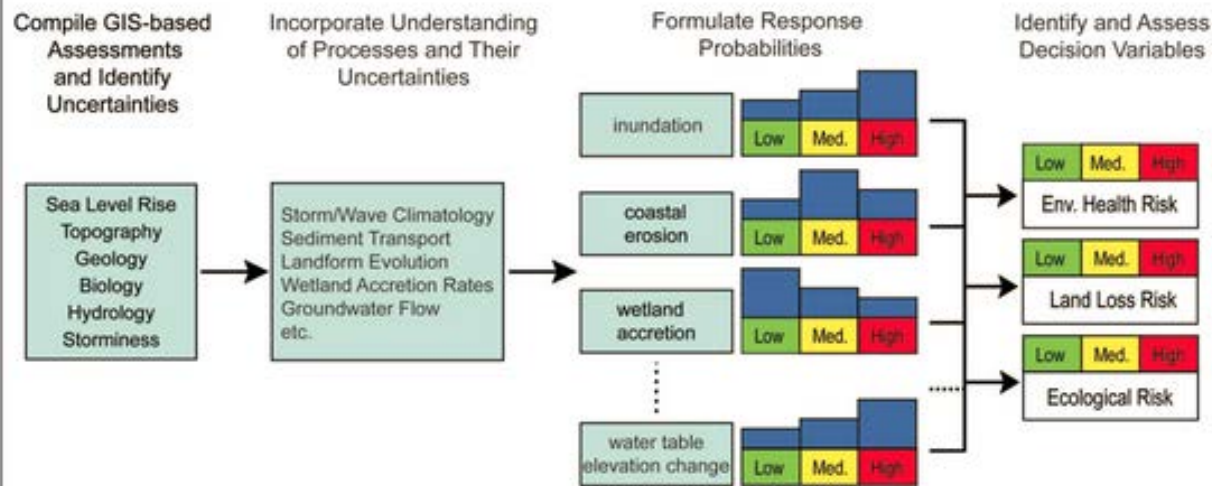 Compile GIS-based
Assessments
and Identify
Uncertainties
Incorporate Understanding
of Processes and Their
Uncertainties
Formulate Response
Probabilities
Identify and Assess
Decision Variables
Sea Level Rise
Topography
Geology
Biology
Hydrology
Storminess
Storm/Wave Climatology
Sediment Transport
Landform Evolution
Wetland Accretion Rates
Groundwater Flow
etc.
inundation
Low Med. High
coastal
erosion
Low Med. High
wetland
accretion
Low Med. High
water table
elevation change
Low Med. High
Low Med. High
Env. Health Risk
Low Med. High
Land Loss Risk
Low Med. High
Ecological Risk